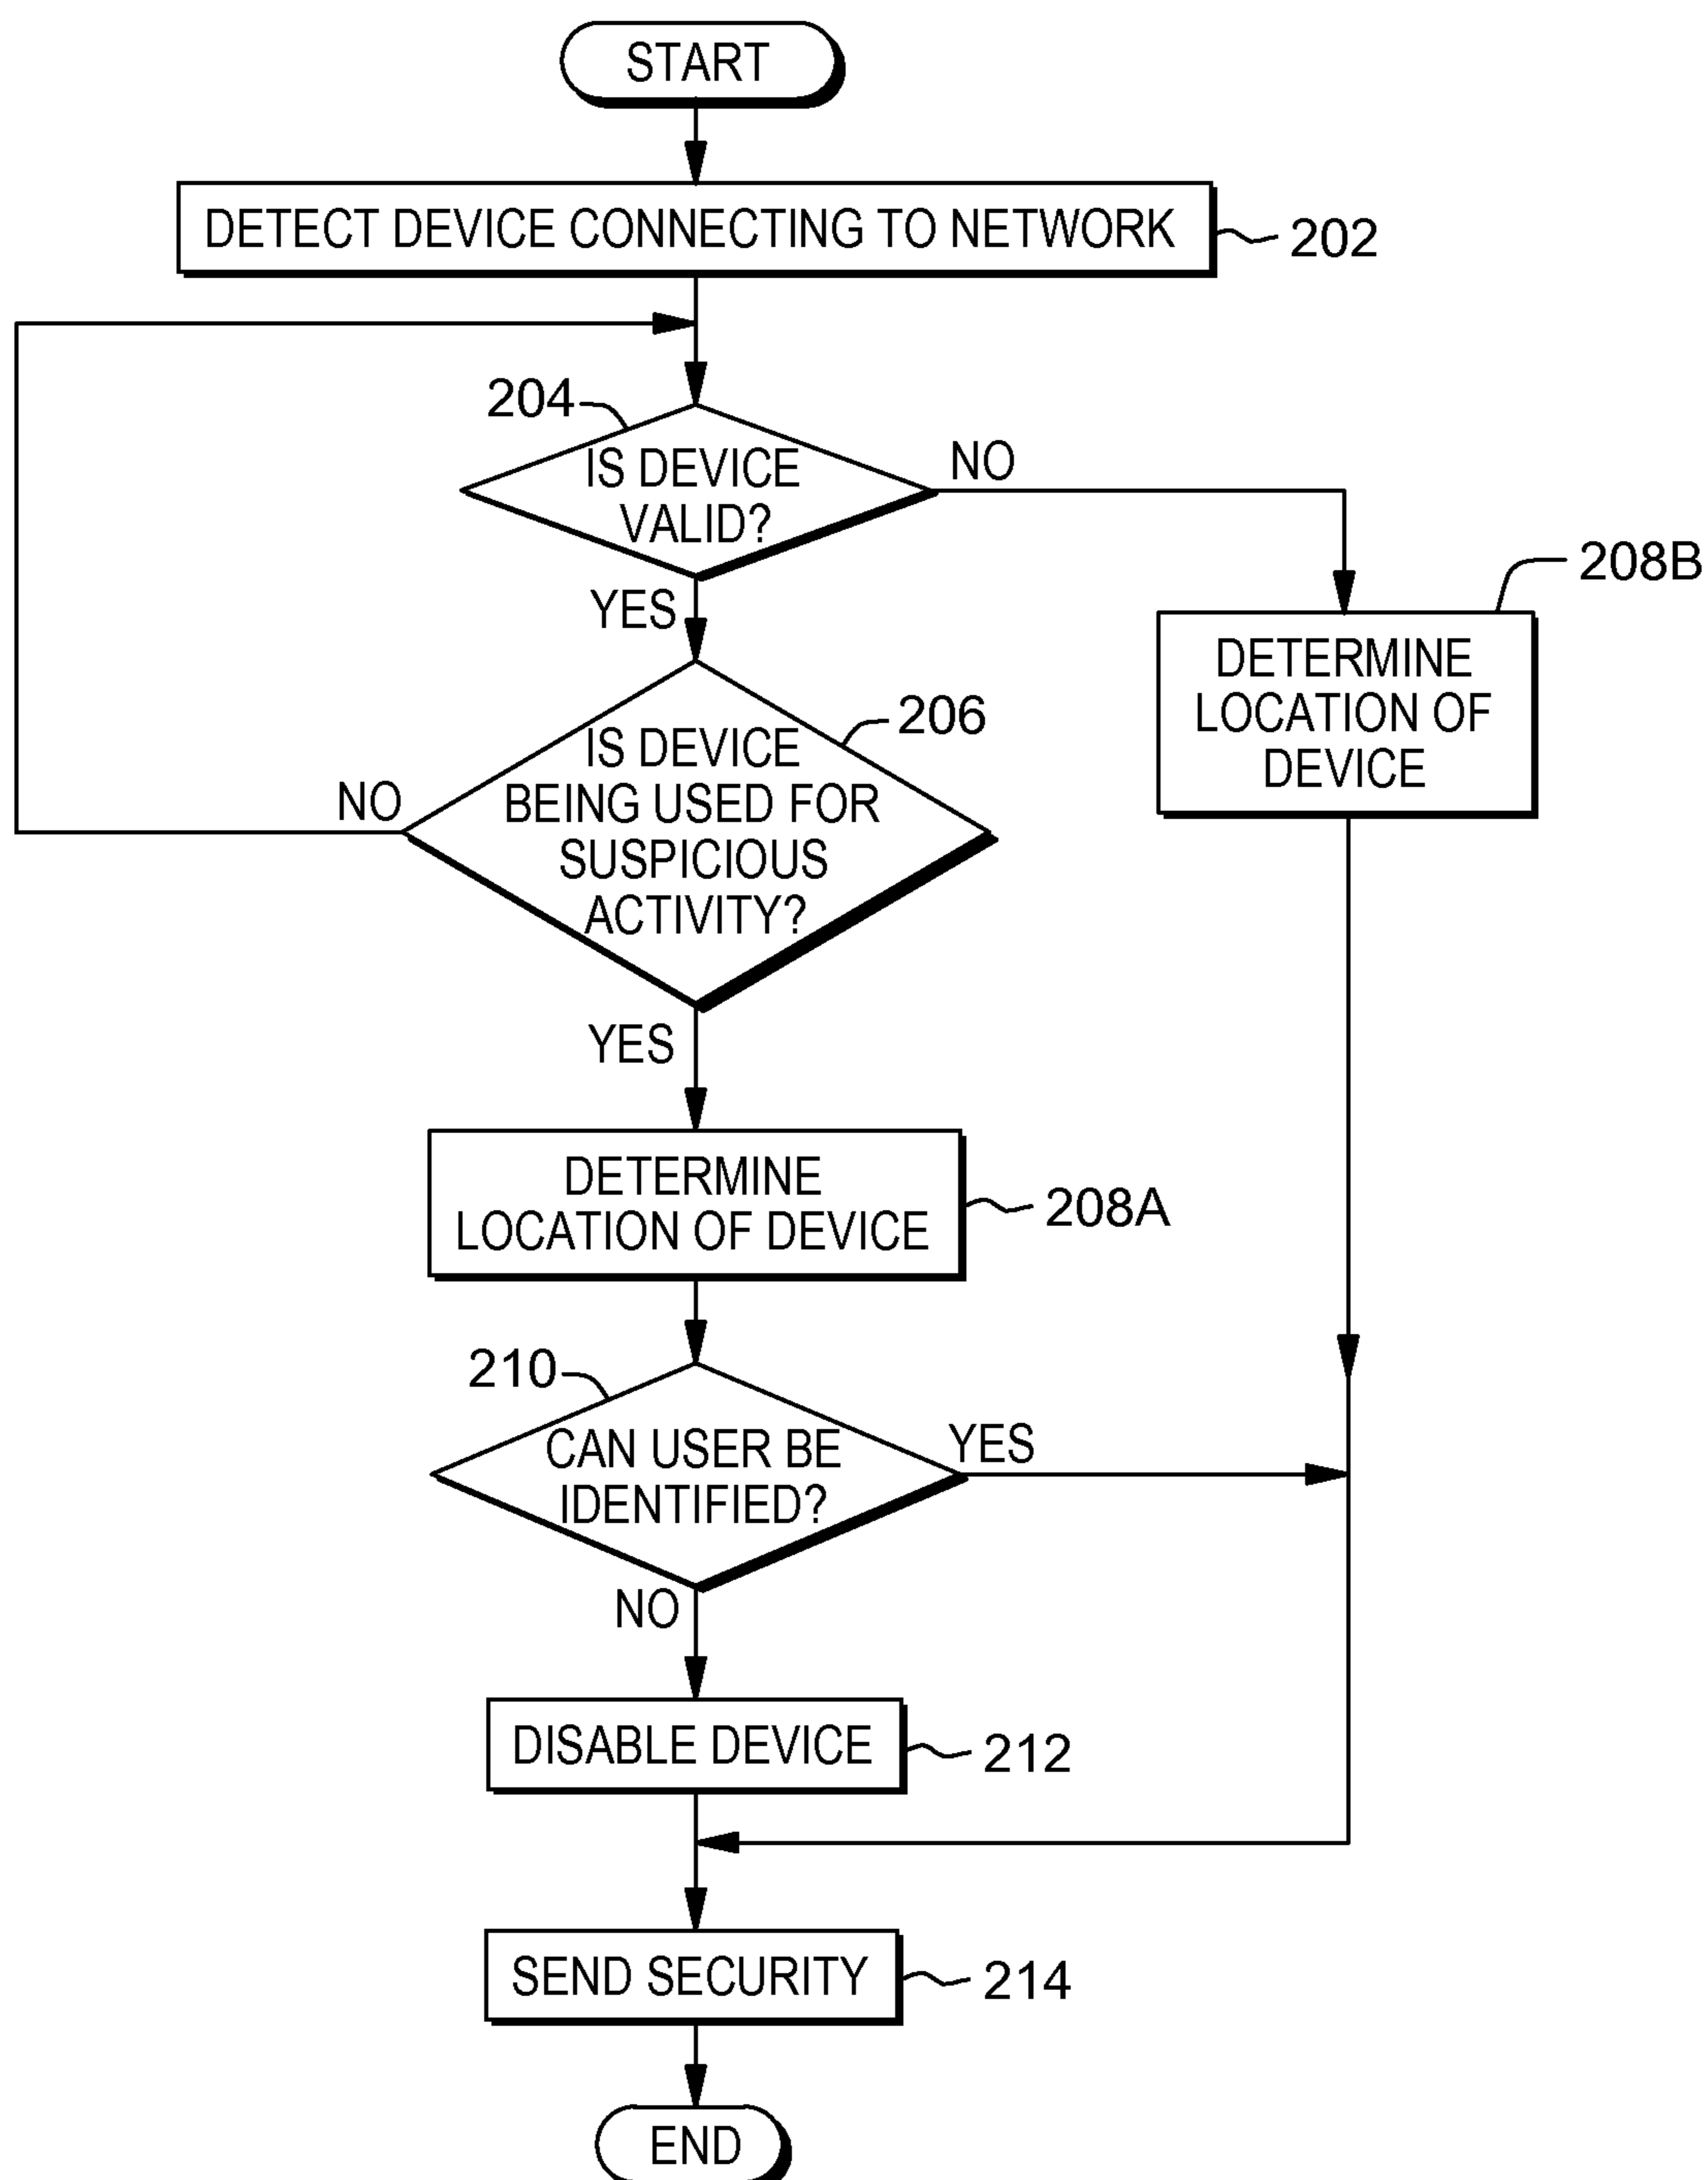 START
DETECT DEVICE CONNECTING TO NETWORK
202
204
IS DEVICE
VALID?
NO
YES
208B
DETERMINE
LOCATION OF
DEVICE
206
IS DEVICE
BEING USED FOR
SUSPICIOUS
ACTIVITY?
NO
YES
DETERMINE
LOCATION OF DEVICE
208A
210
CAN USER BE
IDENTIFIED?
YES
NO
DISABLE DEVICE
212
SEND SECURITY
214
END